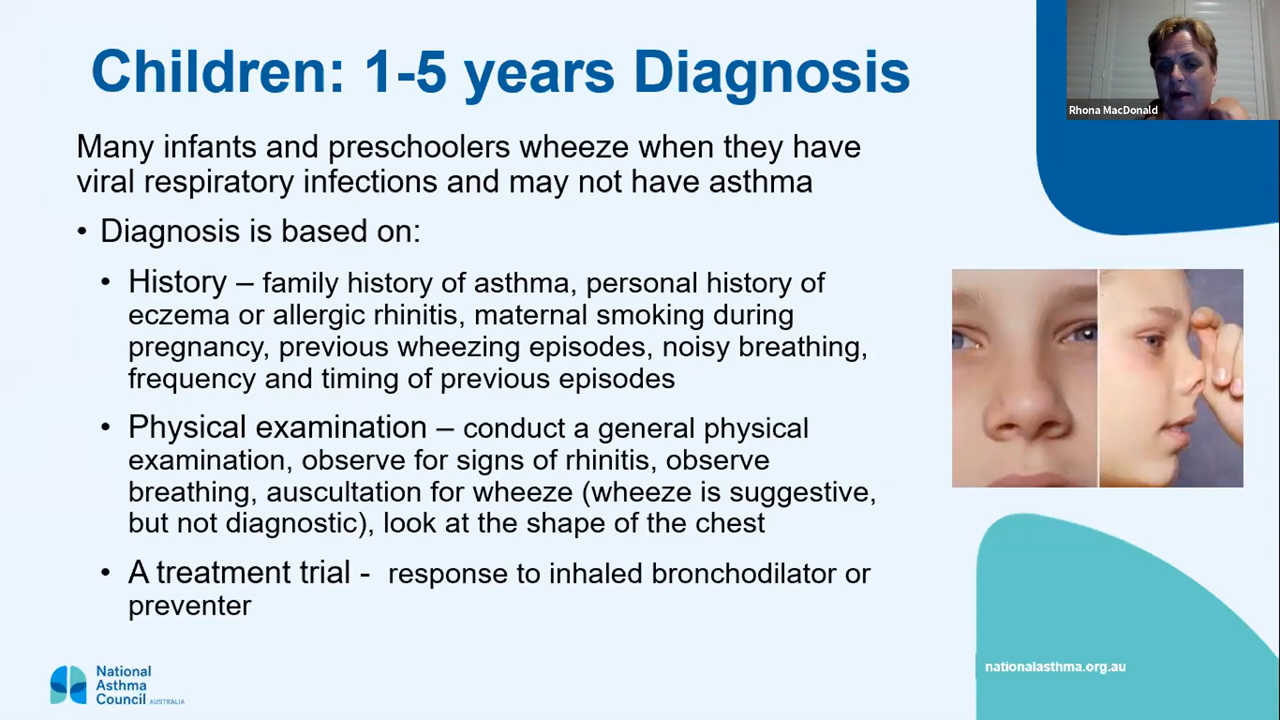 Children: 1-5 years Diagnosis
Rhona MacDonald
Many infants and preschoolers wheeze when they have
viral respiratory infections and may not have asthma
• Diagnosis is based on:
• History – family history of asthma, personal history of
eczema or allergic rhinitis, maternal smoking during
pregnancy, previous wheezing episodes, noisy breathing,
frequency and timing of previous episodes
• Physical examination – conduct a general physical
examination, observe for signs of rhinitis, observe
breathing, auscultation for wheeze (wheeze is suggestive,
but not diagnostic), look at the shape of the chest
• A treatment trial - response to inhaled bronchodilator or
preventer
National
Asthma
Council AUSTRALIA
nationalasthma.org.au